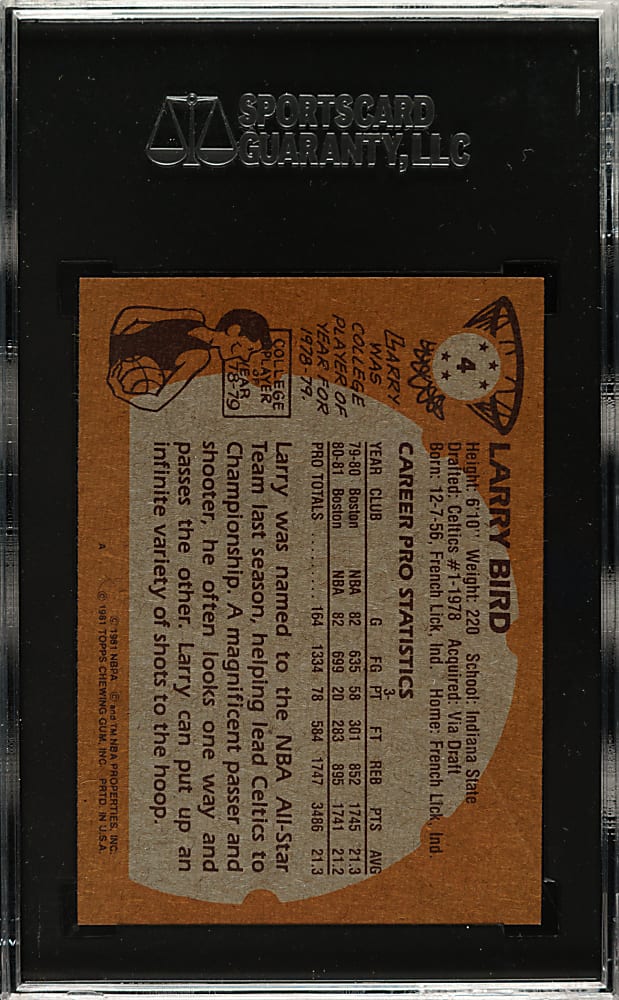 SPORTSCARD
GUARANTY, LLC
4
LARRY BIRD
Height: 6'10" Weight: 220 School: Indiana State
Drafted: Celtics #1-1978 Acquired: Via Draft
Born: 12-7-56, French Lick, Ind. Home: French Lick, Ind.
CAREER PRO STATISTICS
YEAR CLUB G FG 3-PT FT REB PTS AVG
79-80 Boston NBA 82 635 58 301 852 1745 21.3
80-81 Boston NBA 82 699 20 283 895 1741 21.2
PRO TOTALS .......... 164 1334 78 584 1747 3486 21.3
Larry was named to the NBA All-Star
Team last season, helping lead Celtics to
Championship. A magnificent passer and
shooter, he often looks one way and
passes the other. Larry can put up an
infinite variety of shots to the hoop.
LARRY
WAS
COLLEGE
PLAYER OF
YEAR FOR
1978-79.
COLLEGE
PLAYER
OF
YEAR
78-79
A
© 1981 NBPA © and TM NBA PROPERTIES, INC.
© 1981 TOPPS CHEWING GUM, INC. PRTD. IN U.S.A.